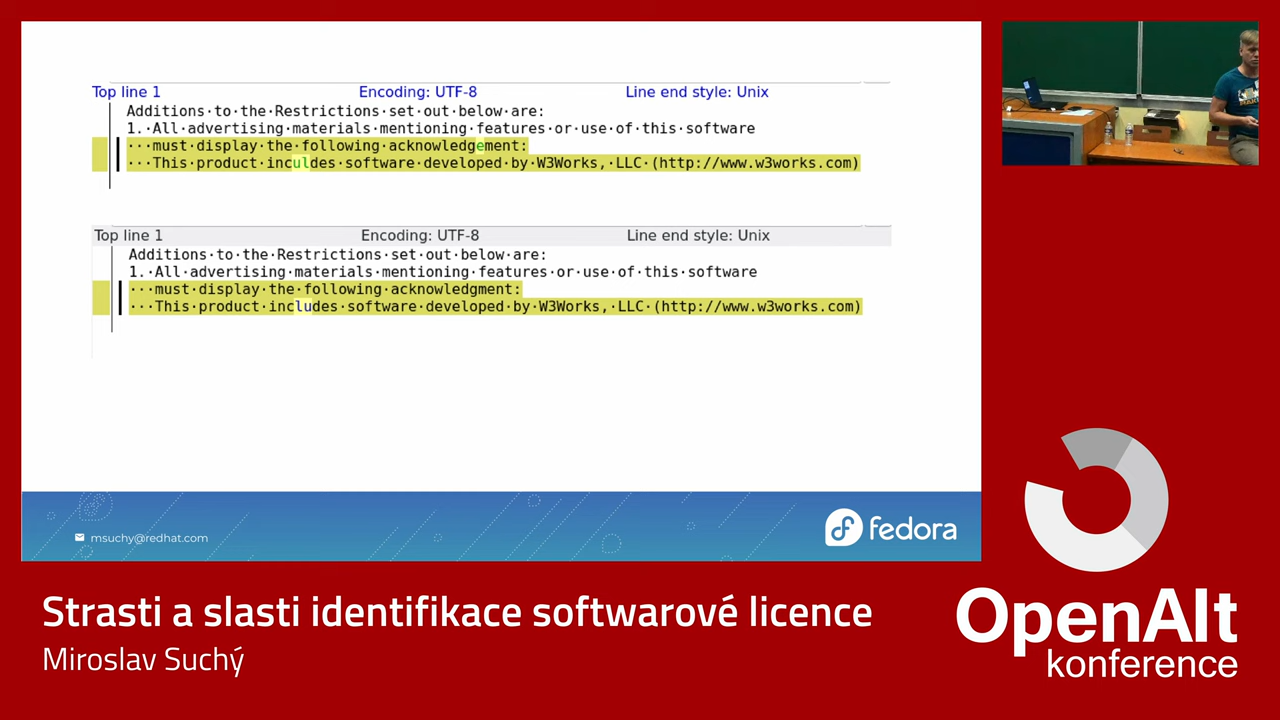 Top line 1 Encoding: UTF-8 Line end style: Unix
Additions·to·the·Restrictions·set·out·below·are:
1.·All·advertising·materials·mentioning·features·or·use·of·this·software
···must·display·the·following·acknowledgement:
···This·product·inculdes·software·developed·by·W3Works,·LLC·(http://www.w3works.com)
Top line 1 Encoding: UTF-8 Line end style: Unix
Additions·to·the·Restrictions·set·out·below·are:
1.·All·advertising·materials·mentioning·features·or·use·of·this·software
···must·display·the·following·acknowledgment:
···This·product·includes·software·developed·by·W3Works,·LLC·(http://www.w3works.com)
msuchy@redhat.com
fedora
Strasti a slasti identifikace softwarové licence
Miroslav Suchý
OpenAlt
konference